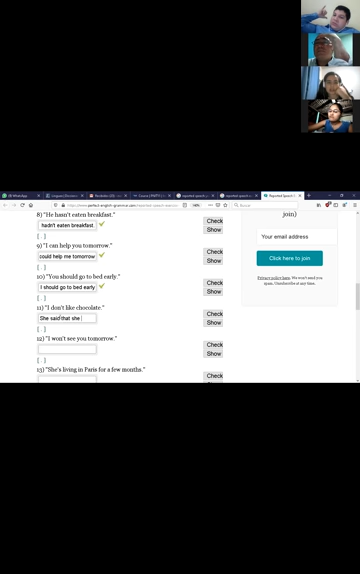 8) "He hasn't eaten breakfast."
hadn't eaten breakfast.
Check
Show
[ ]
9) "I can help you tomorrow."
could help me tomorrow
Check
Show
[ ]
10) "You should go to bed early."
I should go to bed early
Check
Show
[ ]
11) "I don't like chocolate."
She said that she
Check
Show
[ ]
12) "I won't see you tomorrow."
Check
Show
[ ]
13) "She's living in Paris for a few months."
Check
join)
Your email address
Click here to join
Privacy policy here. We won't send you
spam. Unsubscribe at any time.